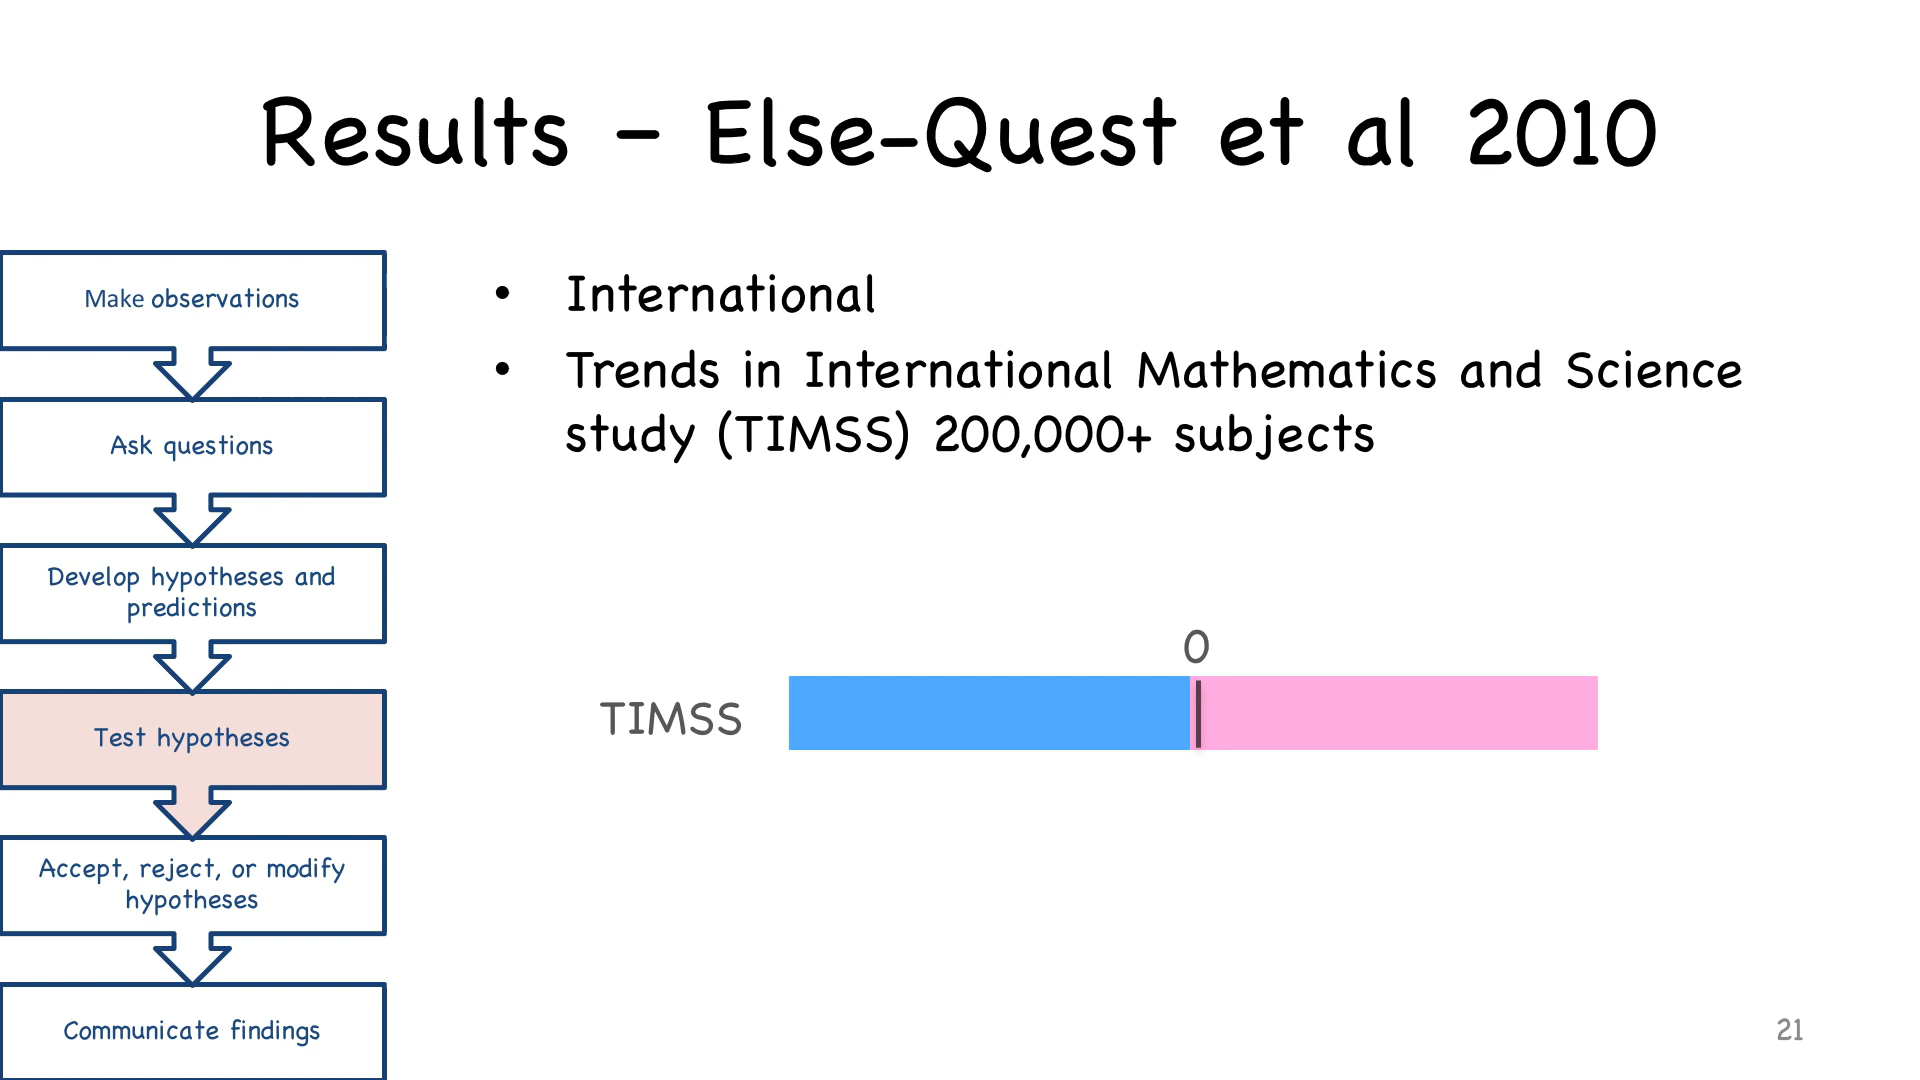 Results – Else-Quest et al 2010
Make observations
Ask questions
Develop hypotheses and
predictions
Test hypotheses
Accept, reject, or modify
hypotheses
Communicate findings
• International
• Trends in International Mathematics and Science
study (TIMSS) 200,000+ subjects
0
TIMSS
21